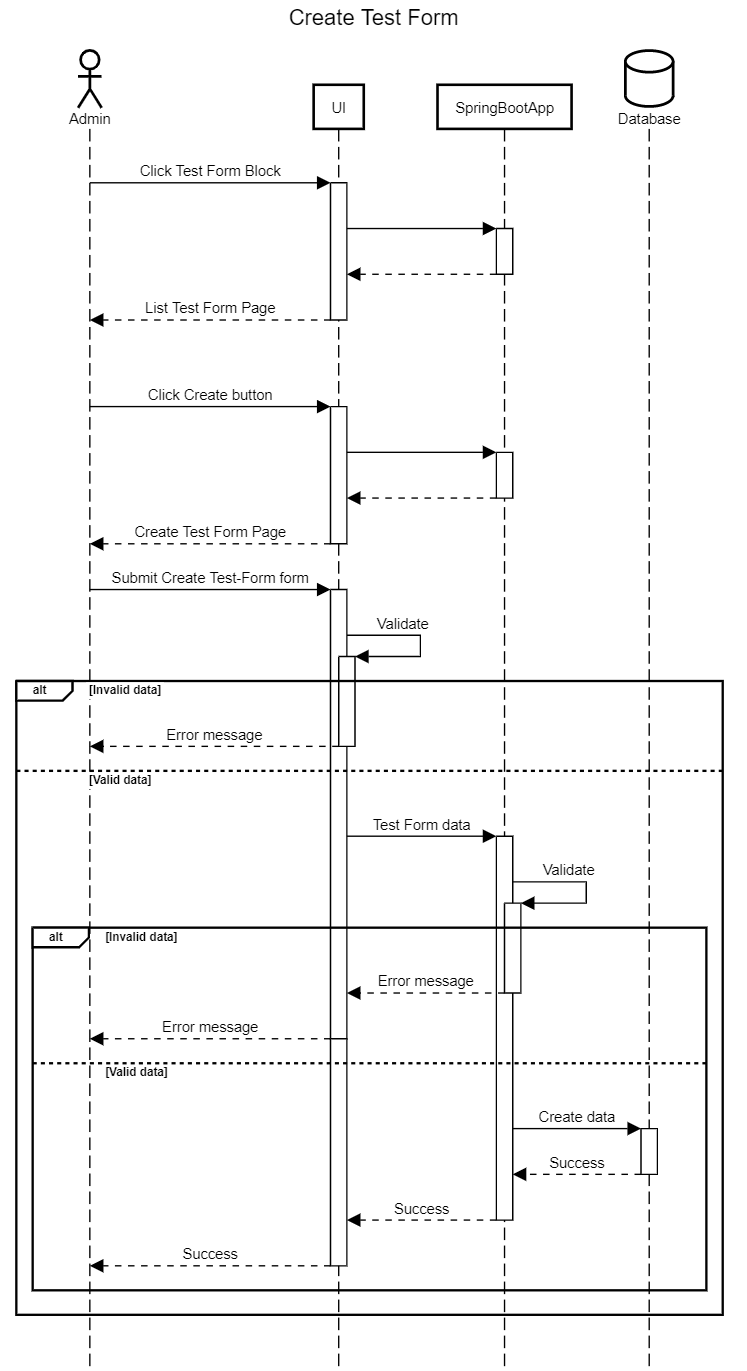 Create Test Form
Admin
UI
SpringBootApp
Database
Click Test Form Block
List Test Form Page
Click Create button
Create Test Form Page
Submit Create Test-Form form
Validate
alt
[Invalid data]
Error message
[Valid data]
Test Form data
Validate
alt
[Invalid data]
Error message
Error message
[Valid data]
Create data
Success
Success
Success